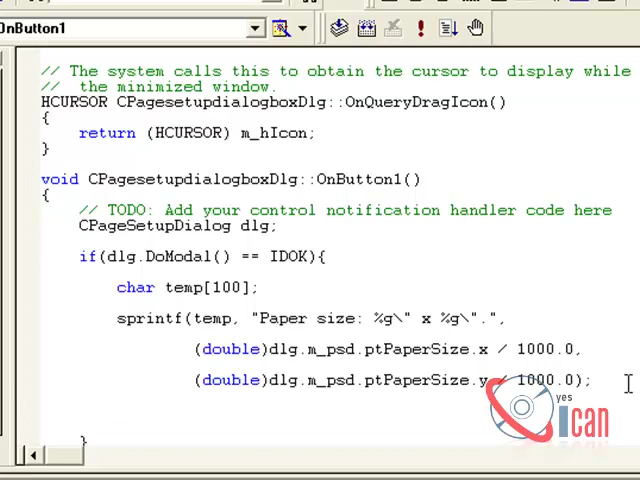 OnButton1
// The system calls this to obtain the cursor to display while
// the minimized window.
HCURSOR CPagesetupdialogboxDlg::OnQueryDragIcon()
{
return (HCURSOR) m_hIcon;
}
void CPagesetupdialogboxDlg::OnButton1()
{
// TODO: Add your control notification handler code here
CPageSetupDialog dlg;
if(dlg.DoModal() == IDOK){
char temp[100];
sprintf(temp, "Paper size: %g\" x %g\".",
(double)dlg.m_psd.ptPaperSize.x / 1000.0,
(double)dlg.m_psd.ptPaperSize.y / 1000.0);
yes
Ican
}